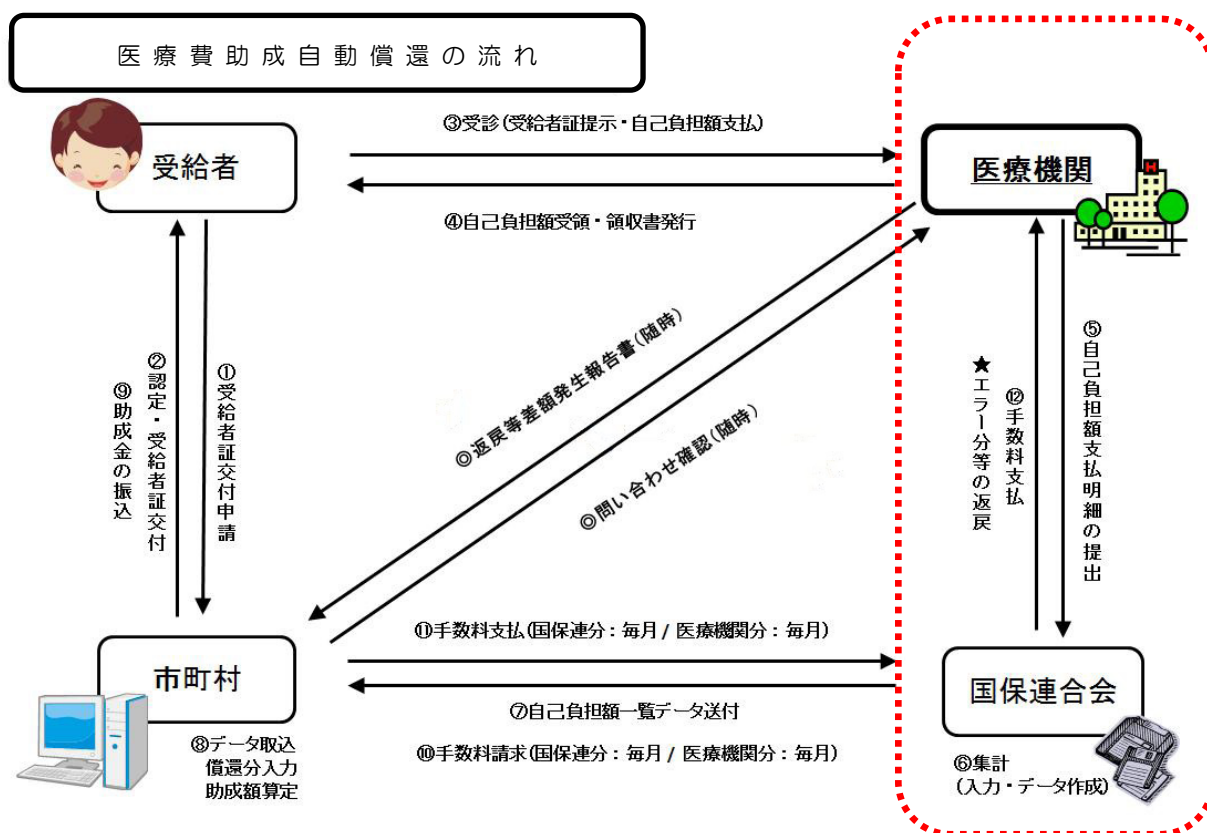 医療費助成自動償還の流れ
③受診(受給者証提示・自己負担額支払)
受給者
医療機関
H
④自己負担額受領・領収書発行
◎返戻等差額発生報告書(随時)
◎問い合わせ確認(随時)
⑨助成金の振込
②認定・受給者証交付
①受給者証交付申請
★エラー分等の返戻
⑫手数料支払
⑤自己負担額支払明細の提出
⑪手数料支払(国保連分：毎月/医療機関分：毎月)
市町村
国保連合会
⑦自己負担額一覧データ送付
⑩手数料請求(国保連分：毎月/医療機関分：毎月)
⑧データ取込
償還分入力
助成額算定
⑥集計
(入力・データ作成)